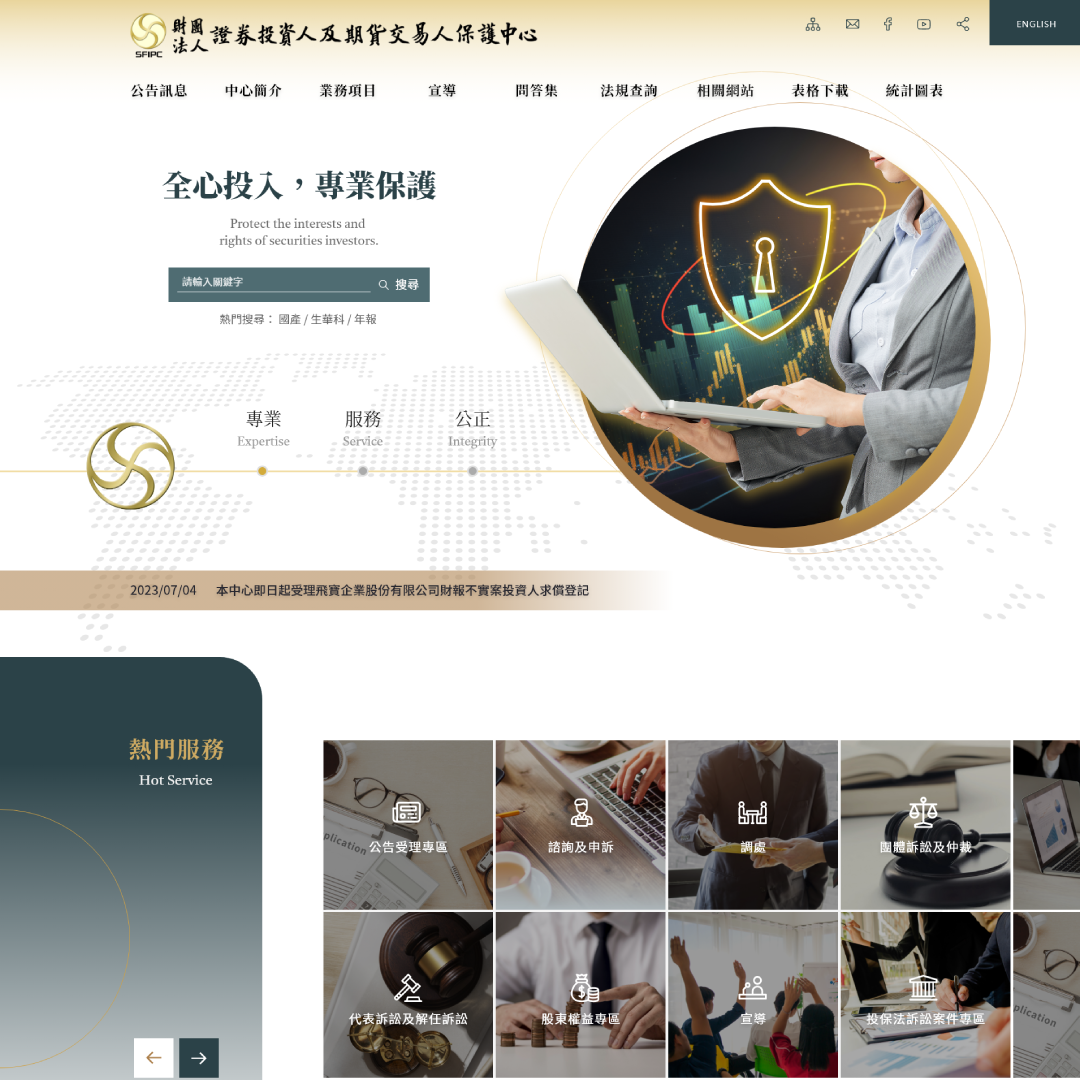 財團
法人
證券投資人及期貨交易人保護中心
SFIPC
ENGLISH
公告訊息 中心簡介 業務項目 宣導 問答集 法規查詢 相關網站 表格下載 統計圖表
全心投入，專業保護
Protect the interests and
rights of securities investors.
請輸入關鍵字 搜尋
熱門搜尋： 國產 / 生華科 / 年報
專業 服務 公正
Expertise Service Integrity
2023/07/04 本中心即日起受理飛寶企業股份有限公司財報不實案投資人求償登記
熱門服務
Hot Service
公告受理專區 諮詢及申訴 調處 團體訴訟及仲裁
代表訴訟及解任訴訟 股東權益專區 宣導 投保法訴訟案件專區